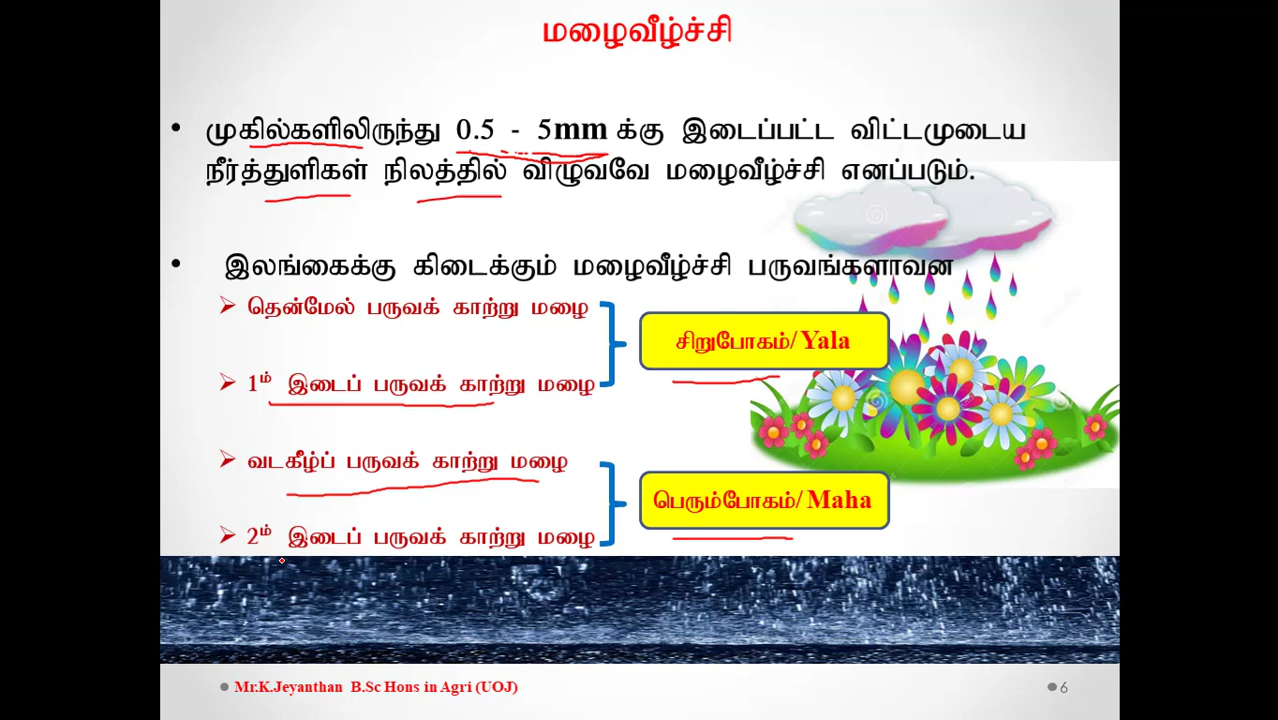 மழைவீழ்ச்சி
• முகில்களிலிருந்து 0.5 - 5mm க்கு இடைப்பட்ட விட்டமுடைய
நீர்த்துளிகள் நிலத்தில் விழுவவே மழைவீழ்ச்சி எனப்படும்.
• இலங்கைக்கு கிடைக்கும் மழைவீழ்ச்சி பருவங்களாவன
➢ தென்மேல் பருவக் காற்று மழை
சிறுபோகம்/ Yala
➢ 1ம் இடைப் பருவக் காற்று மழை
➢ வடகீழ்ப் பருவக் காற்று மழை
பெரும்போகம்/ Maha
➢ 2ம் இடைப் பருவக் காற்று மழை
Mr.K.Jeyanthan B.Sc Hons in Agri (UOJ)
6